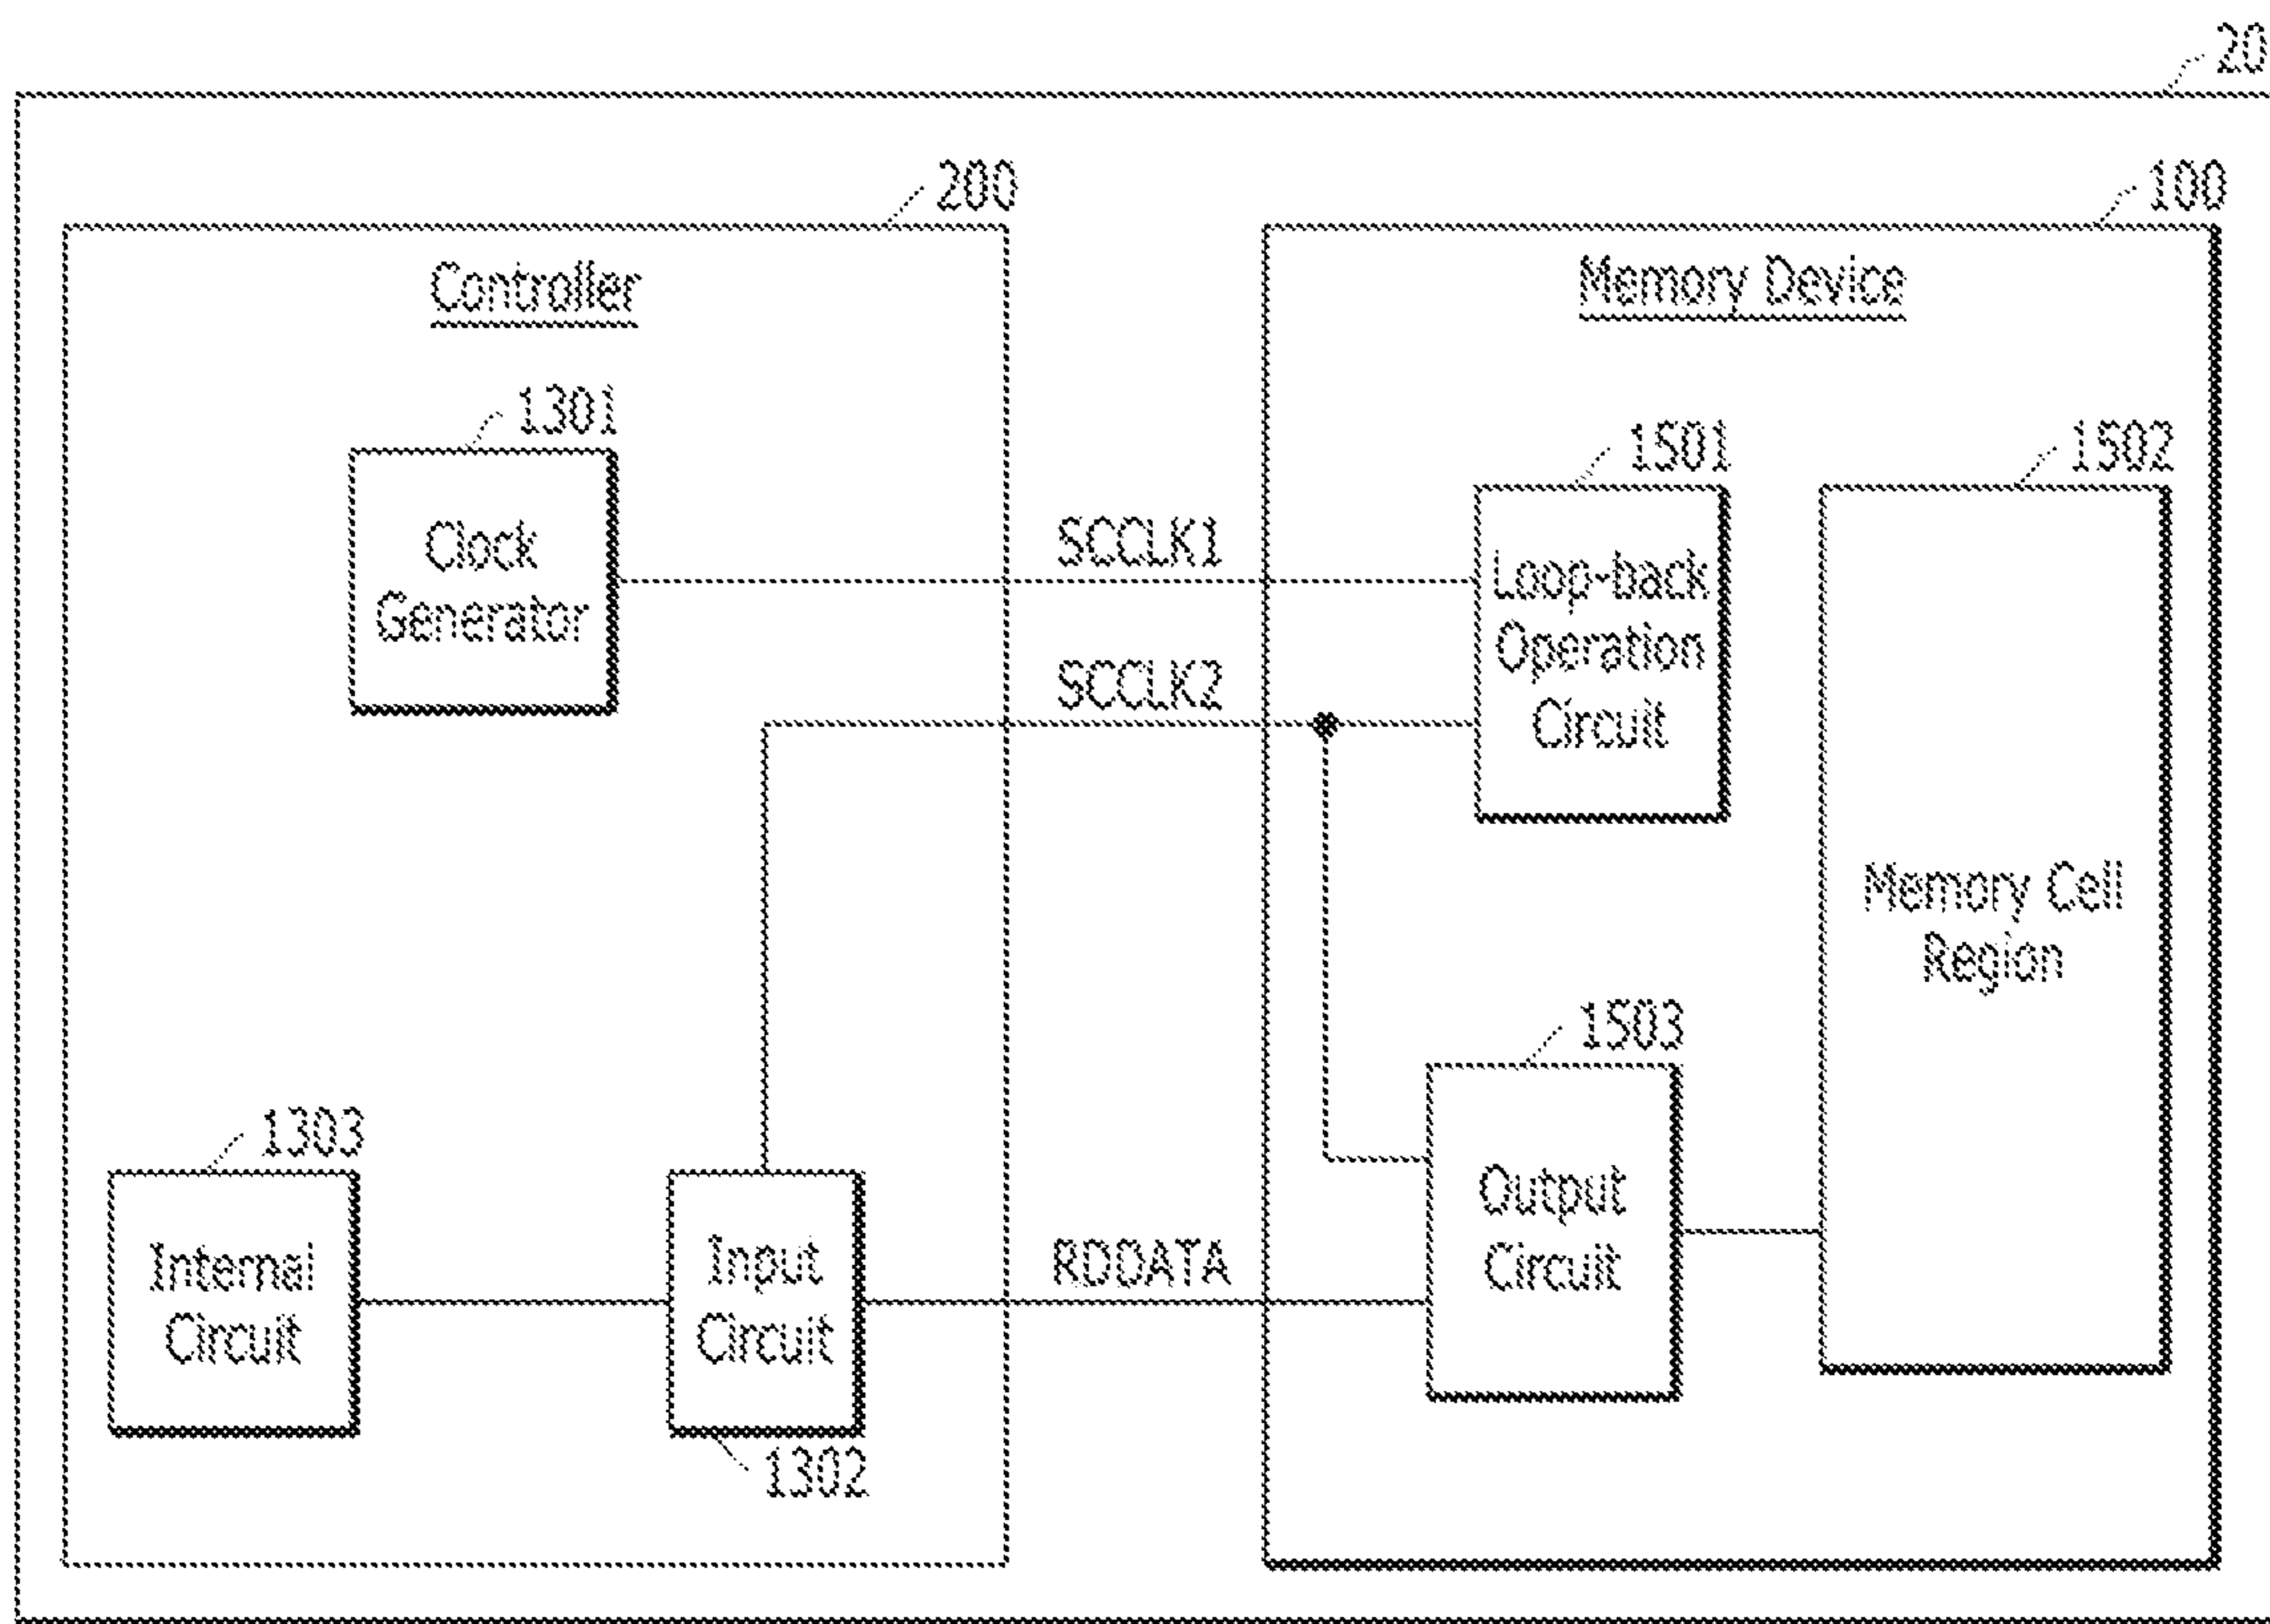 20
200
100
Controller
Memory Device
1301
1501
1502
Clock
Generator
SCCLK1
Loop-back
Operation
Circuit
SCCLK2
Memory Cell
Region
1503
1303
Output
Circuit
Internal
Circuit
Input
Circuit
RDDATA
1302